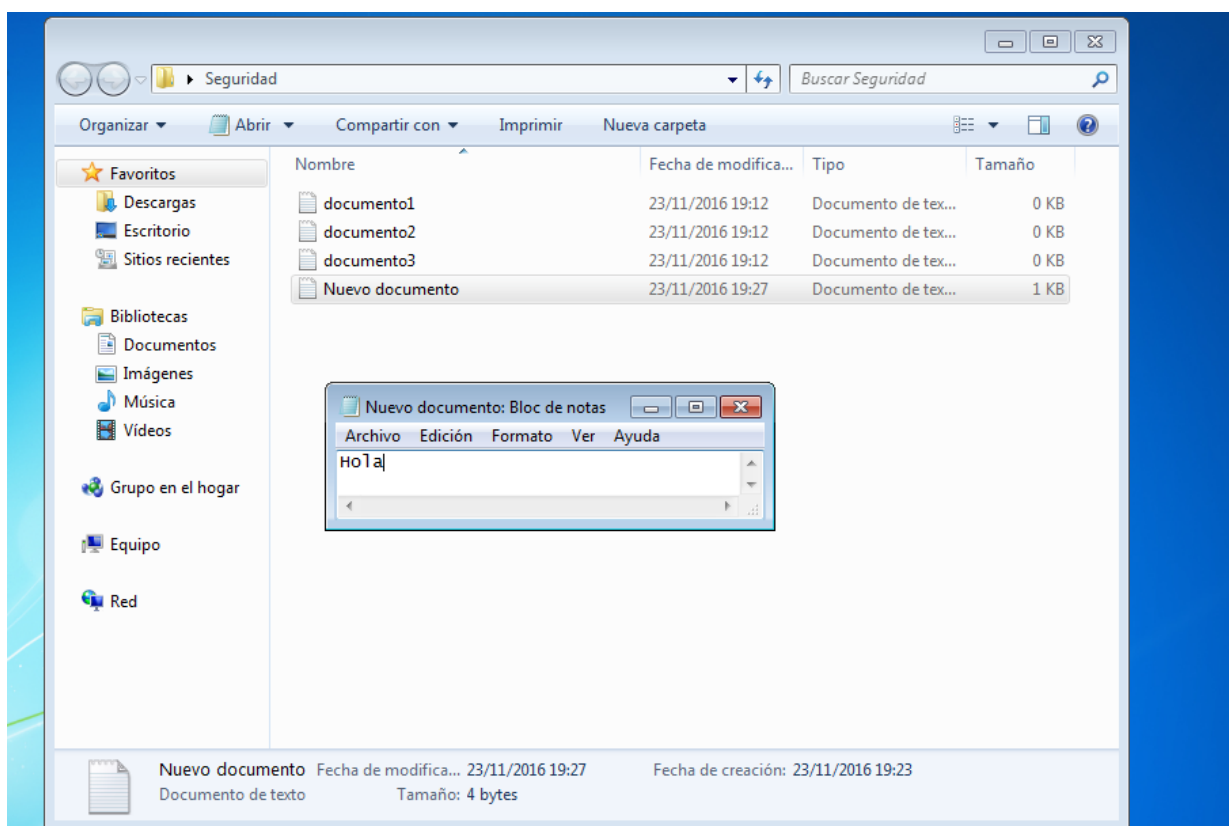 Seguridad
Buscar Seguridad
Organizar Abrir Compartir con Imprimir Nueva carpeta
Favoritos
Descargas
Escritorio
Sitios recientes
Bibliotecas
Documentos
Imágenes
Música
Vídeos
Grupo en el hogar
Equipo
Red
Nombre Fecha de modifica... Tipo Tamaño
documento1 23/11/2016 19:12 Documento de tex... 0 KB
documento2 23/11/2016 19:12 Documento de tex... 0 KB
documento3 23/11/2016 19:12 Documento de tex... 0 KB
Nuevo documento 23/11/2016 19:27 Documento de tex... 1 KB
Nuevo documento: Bloc de notas
Archivo Edición Formato Ver Ayuda
Hola
Nuevo documento Fecha de modifica... 23/11/2016 19:27 Fecha de creación: 23/11/2016 19:23
Documento de texto Tamaño: 4 bytes